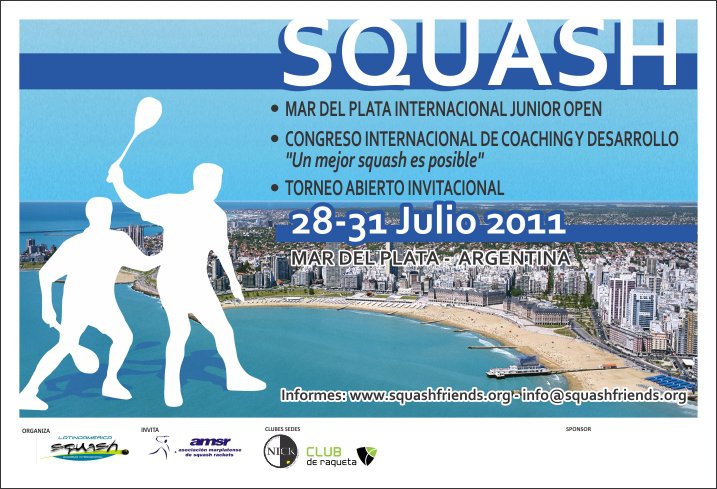 SQUASH
• MAR DEL PLATA INTERNACIONAL JUNIOR OPEN
• CONGRESO INTERNACIONAL DE COACHING Y DESARROLLO
"Un mejor squash es posible"
• TORNEO ABIERTO INVITACIONAL
28-31 Julio 2011
MAR DEL PLATA - ARGENTINA
Informes: www.squashfriends.org - info@squashfriends.org
ORGANIZA
INVITA
CLUBES SEDES
SPONSOR
LATINOAMERICA
squash
amsr
asociación marplatense
de squash rackets
NICK
CLUB
de raqueta